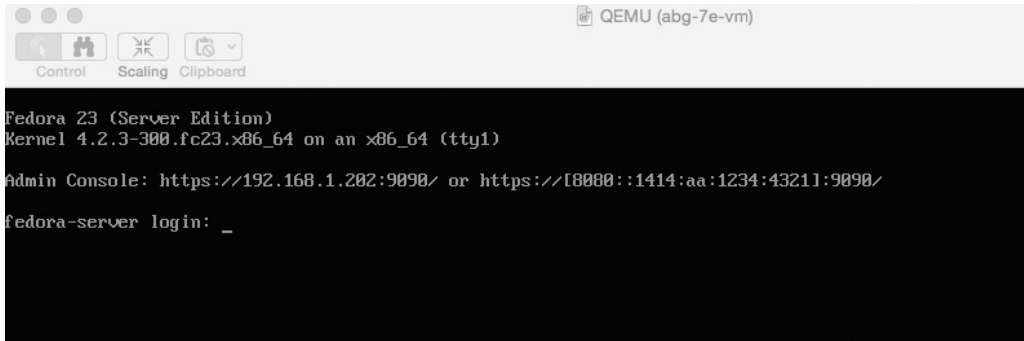 QEMU (abg-7e-vm)
Control Scaling Clipboard
Fedora 23 (Server Edition)
Kernel 4.2.3-300.fc23.x86_64 on an x86_64 (tty1)
Admin Console: https://192.168.1.202:9090/ or https://[8080::1414:aa:1234:4321]:9090/
fedora-server login: _